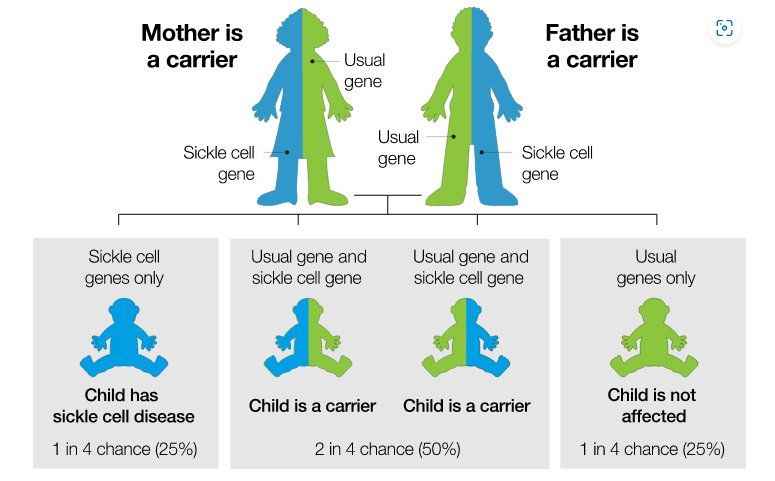 Mother is
a carrier
Usual
gene
Sickle cell
gene
Father is
a carrier
Usual
gene
Sickle cell
gene
Sickle cell
genes only
Child has
sickle cell disease
1 in 4 chance (25%)
Usual gene and
sickle cell gene
Child is a carrier
Usual gene and
sickle cell gene
Child is a carrier
2 in 4 chance (50%)
Usual
genes only
Child is not
affected
1 in 4 chance (25%)